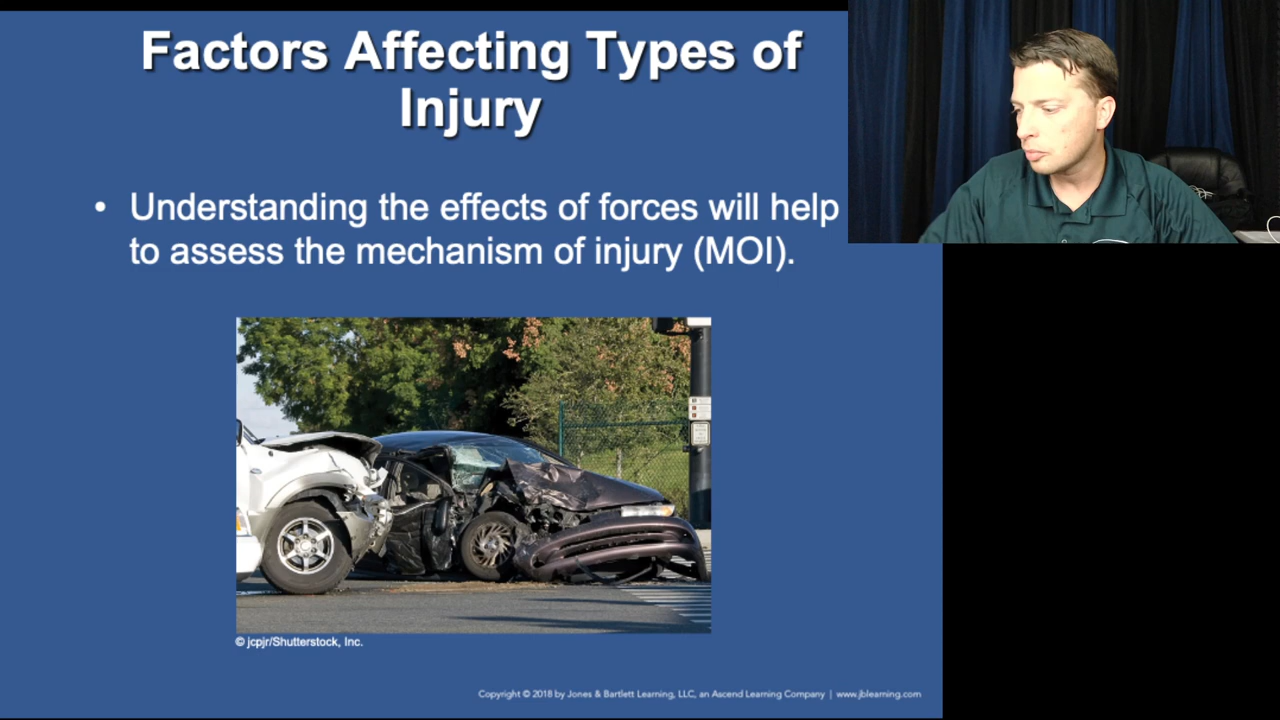 Factors Affecting Types of
Injury
• Understanding the effects of forces will help
to assess the mechanism of injury (MOI).
© jcpjr/Shutterstock, Inc.
Copyright © 2018 by Jones & Bartlett Learning, LLC, an Ascend Learning Company | www.jblearning.com